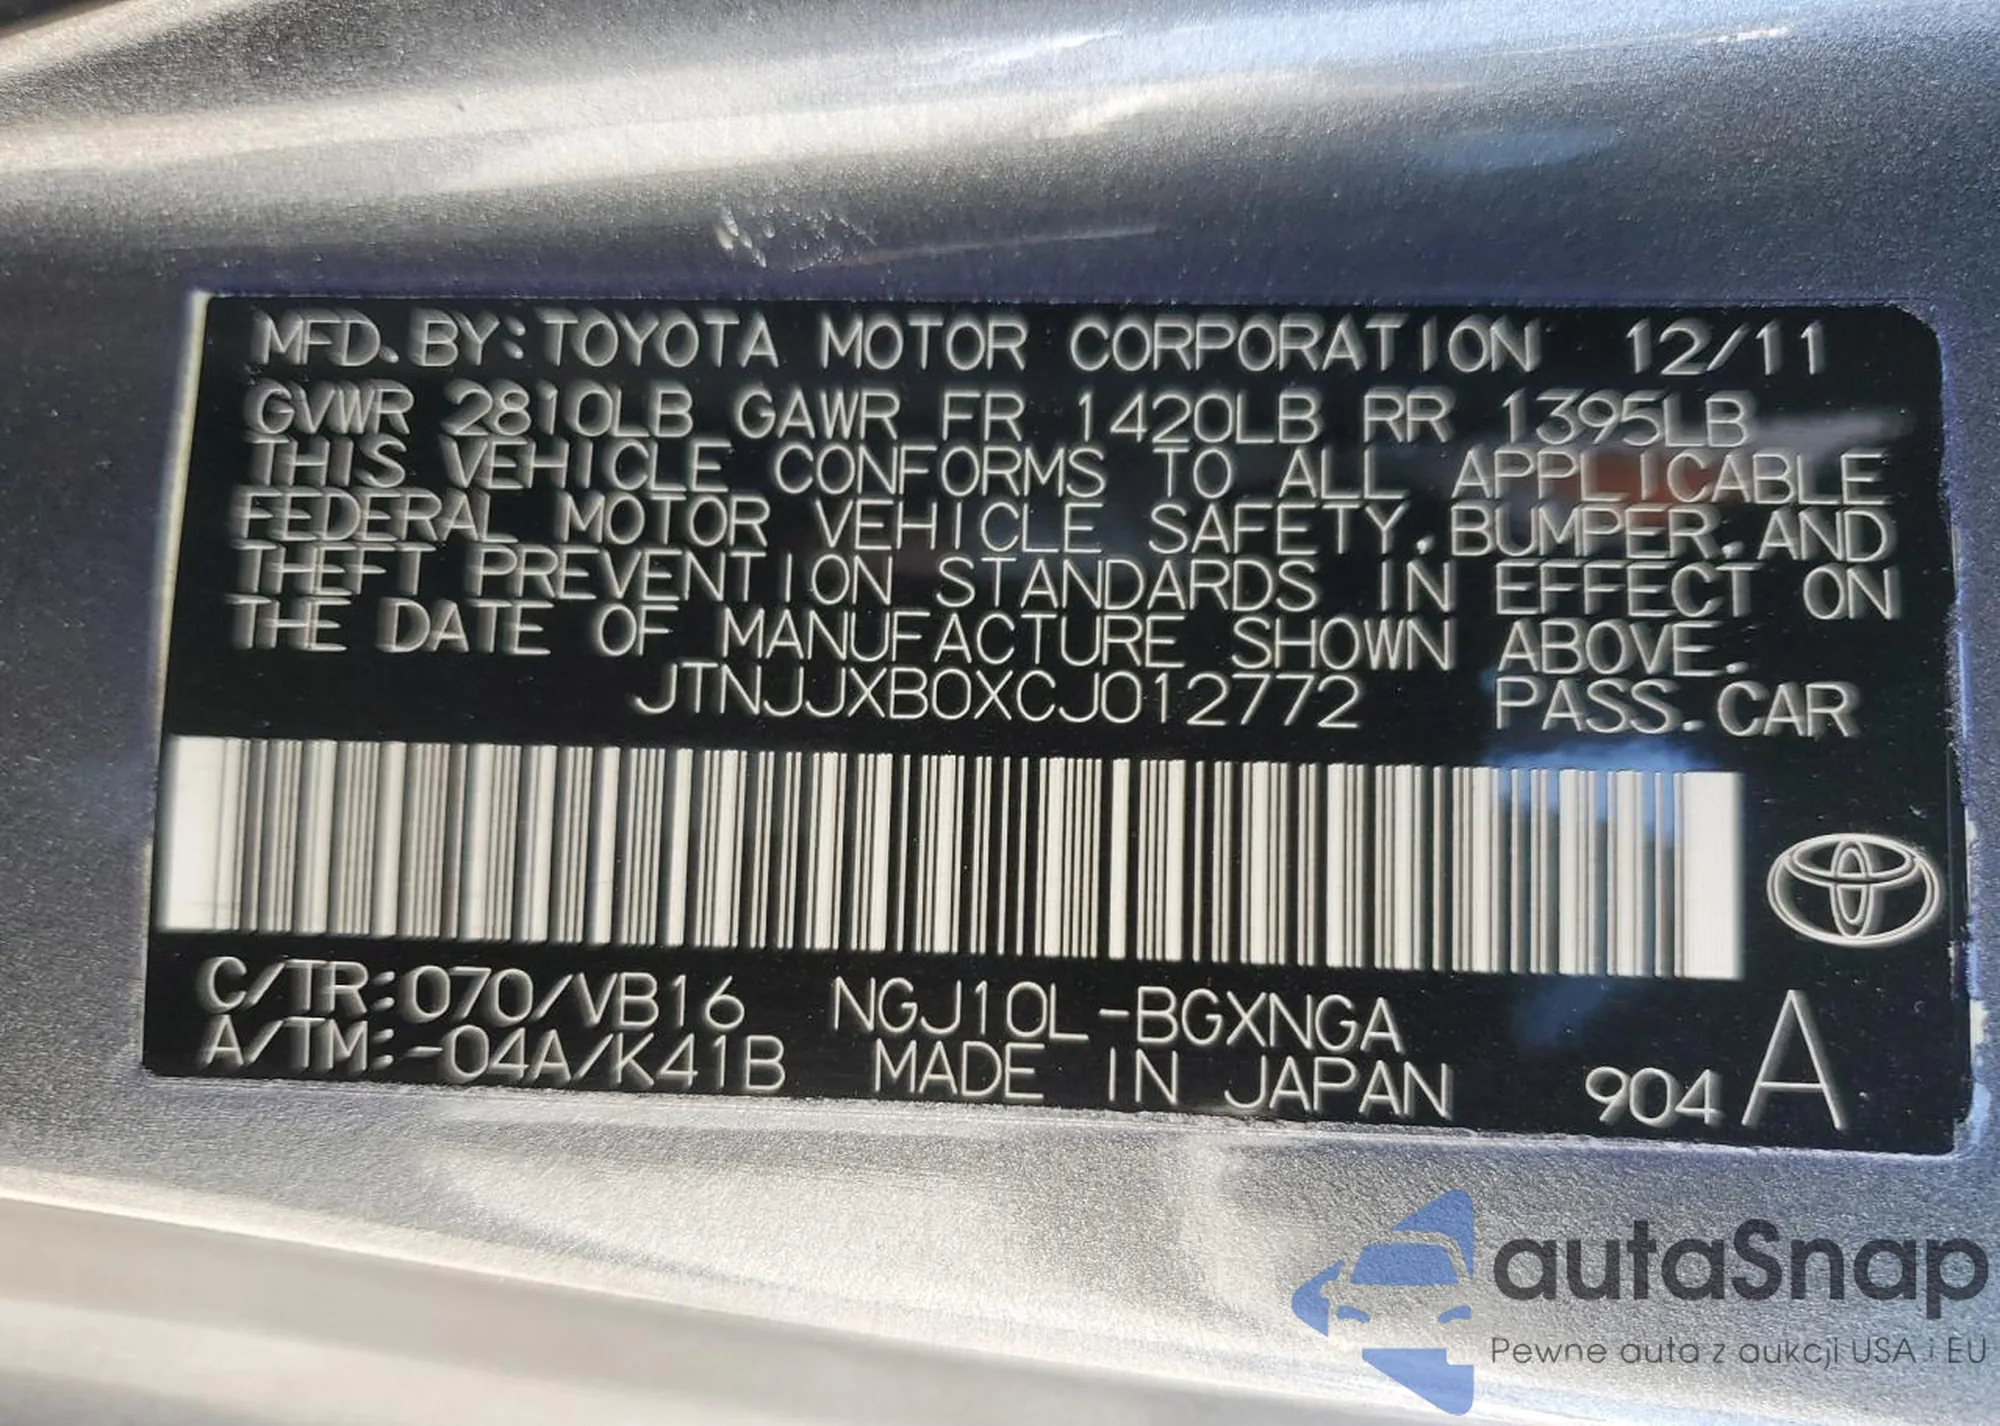 MFD. BY: TOYOTA MOTOR CORPORATION 12/11
GVWR 2810LB GAWR FR 1420LB RR 1395LB
THIS VEHICLE CONFORMS TO ALL APPLICABLE
FEDERAL MOTOR VEHICLE SAFETY, BUMPER, AND
THEFT PREVENTION STANDARDS IN EFFECT ON
THE DATE OF MANUFACTURE SHOWN ABOVE.
JTNJJXB0XCJ012772 PASS. CAR
C/TR: 070/VB16 NGJ10L-BGXNGA
A/TM: -04A/K41B MADE IN JAPAN 904 A
autaSnap
Pewne auta z aukcji USA i EU